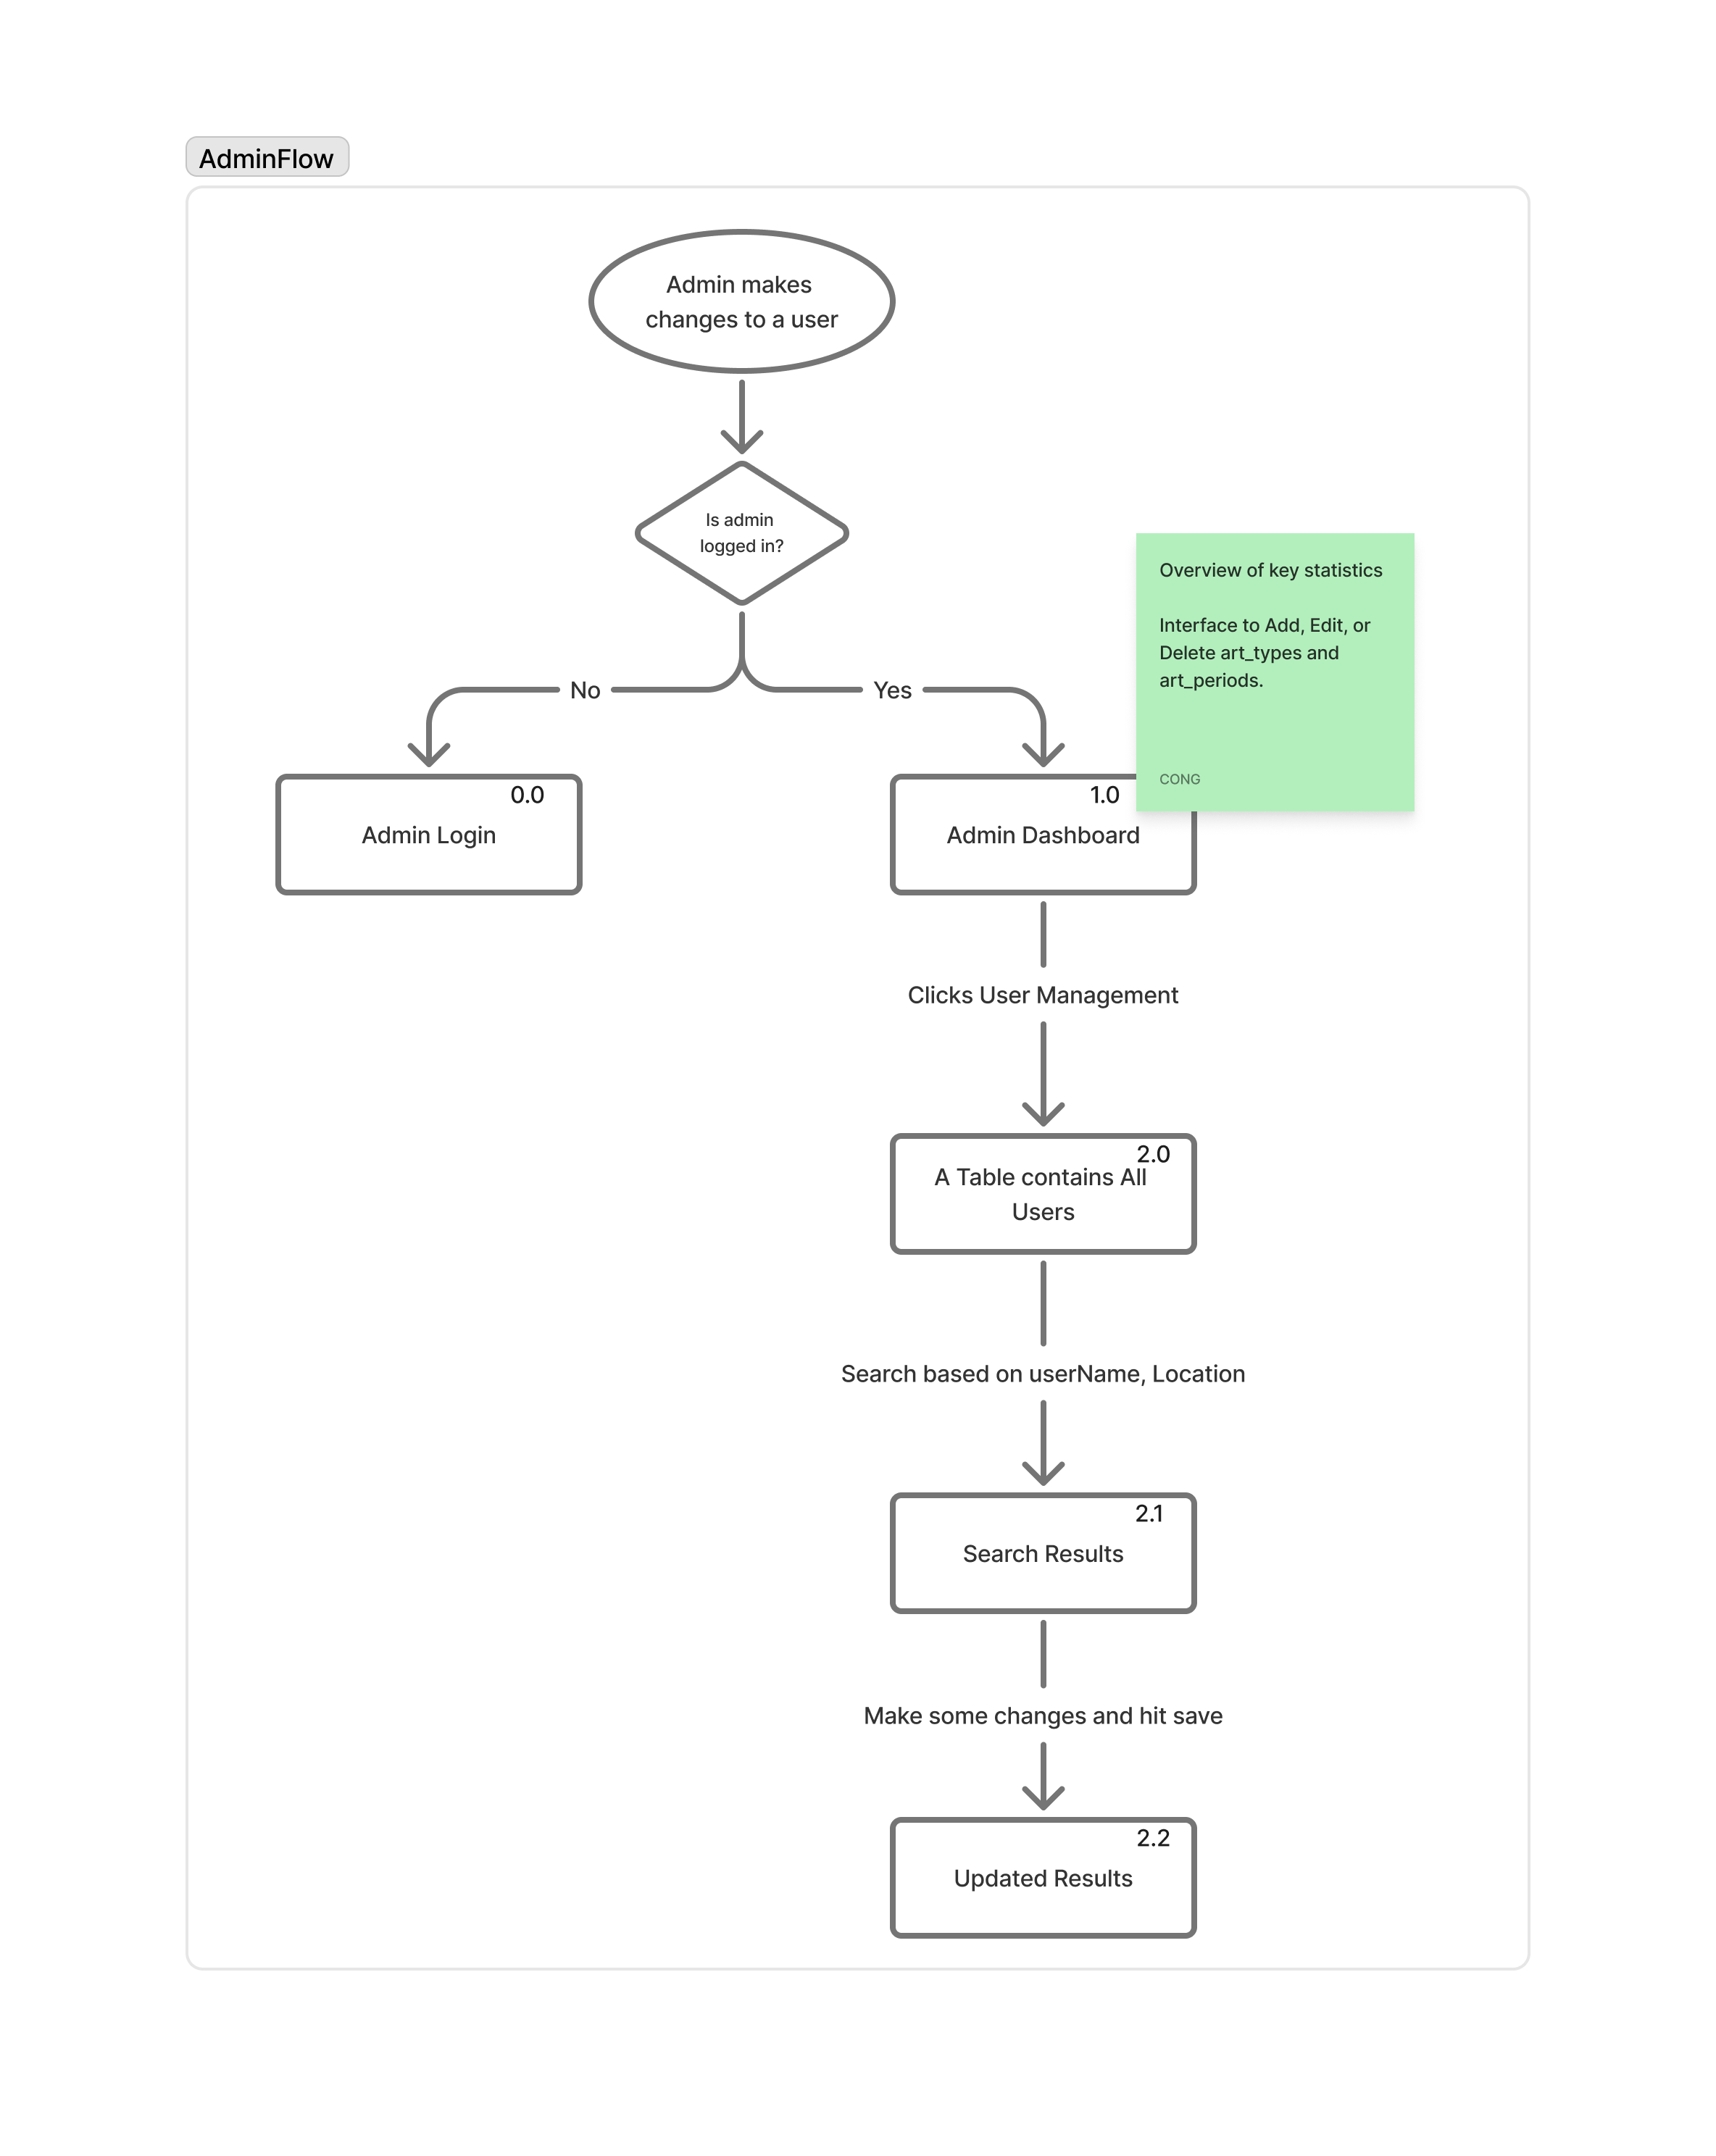 AdminFlow
Admin makes
changes to a user
Is admin
logged in?
Overview of key statistics
Interface to Add, Edit, or
Delete art_types and
art_periods.
CONG
No
Yes
0.0
Admin Login
1.0
Admin Dashboard
Clicks User Management
2.0
A Table contains All
Users
Search based on userName, Location
2.1
Search Results
Make some changes and hit save
2.2
Updated Results